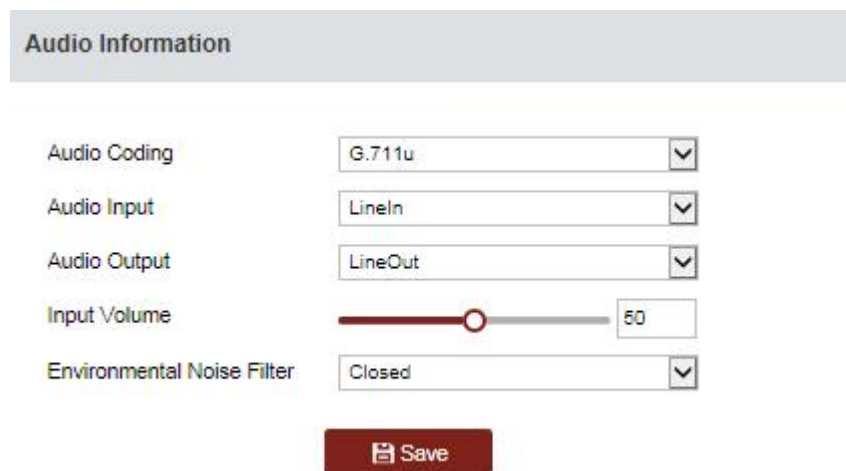 Audio Information
Audio Coding G.711u
Audio Input LineIn
Audio Output LineOut
Input Volume 50
Environmental Noise Filter Closed
Save